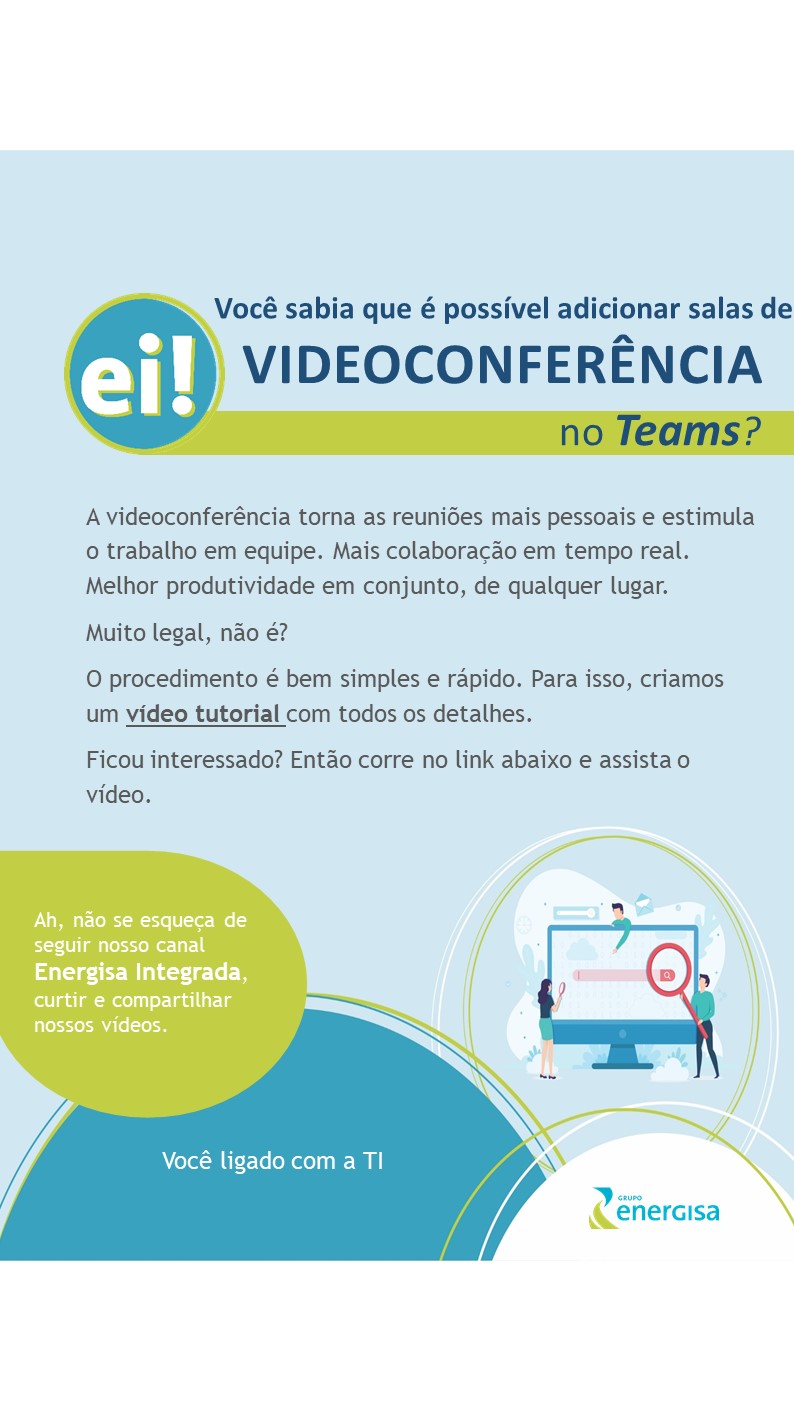 ei!
Você sabia que é possível adicionar salas de
VIDEOCONFERÊNCIA
no Teams?
A videoconferência torna as reuniões mais pessoais e estimula
o trabalho em equipe. Mais colaboração em tempo real.
Melhor produtividade em conjunto, de qualquer lugar.
Muito legal, não é?
O procedimento é bem simples e rápido. Para isso, criamos
um vídeo tutorial com todos os detalhes.
Ficou interessado? Então corre no link abaixo e assista o
vídeo.
Ah, não se esqueça de
seguir nosso canal
Energisa Integrada,
curtir e compartilhar
nossos vídeos.
Você ligado com a TI
GRUPO
energisa